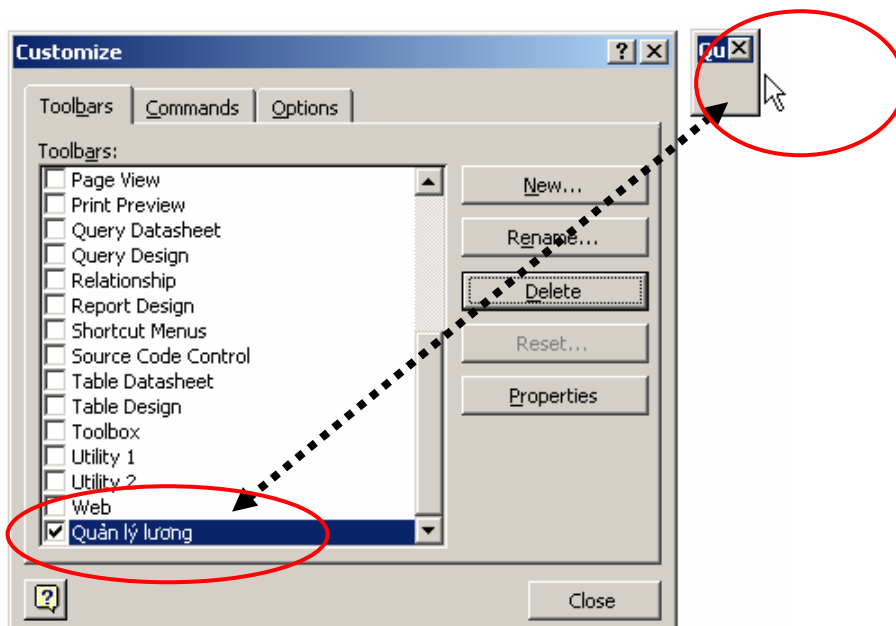 Customize
Qu
Toolbars Commands Options
Toolbars:
Page View
Print Preview
Query Datasheet
Query Design
Relationship
Report Design
Shortcut Menus
Source Code Control
Table Datasheet
Table Design
Toolbox
Utility 1
Utility 2
Web
Quản lý lương
New...
Rename...
Delete
Reset...
Properties
Close